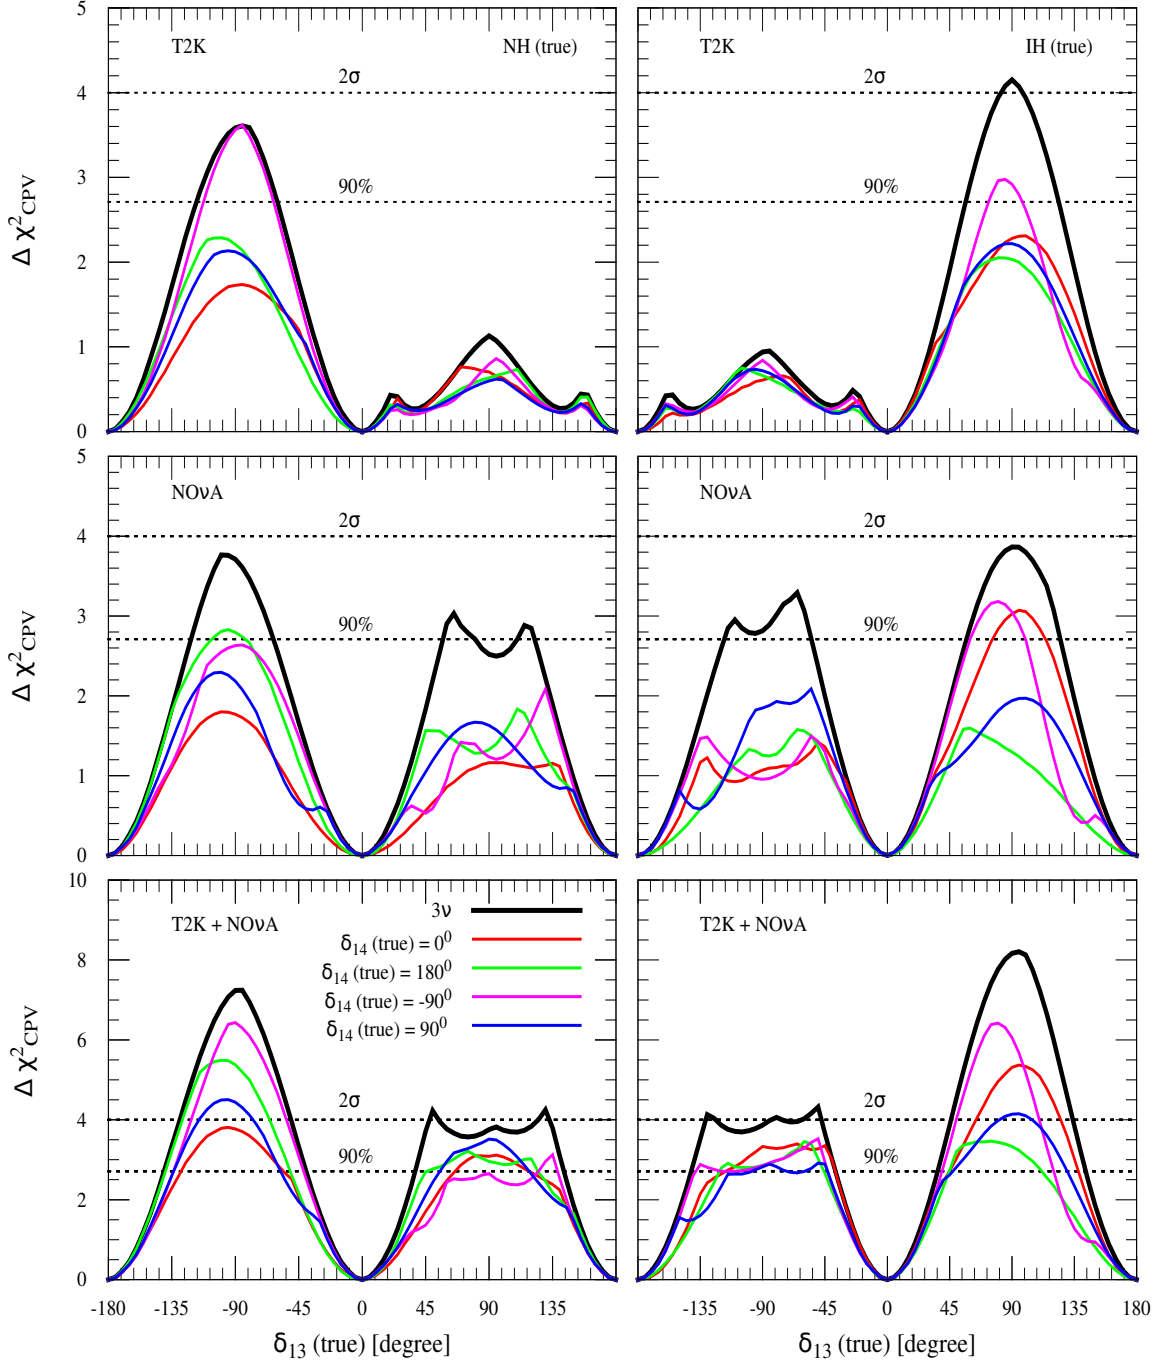 T2K NH (true)
T2K IH (true)
5
4
3
2
1
0
2σ
90%
2σ
90%
Δ χ²CPV
NOνA
NOνA
5
4
3
2
1
0
2σ
90%
2σ
90%
Δ χ²CPV
T2K + NOνA
T2K + NOνA
10
8
6
4
2
0
3ν
δ14 (true) = 0⁰
δ14 (true) = 180⁰
δ14 (true) = -90⁰
δ14 (true) = 90⁰
2σ
90%
2σ
90%
Δ χ²CPV
-180 -135 -90 -45 0 45 90 135
-135 -90 -45 0 45 90 135 180
δ13 (true) [degree]
δ13 (true) [degree]